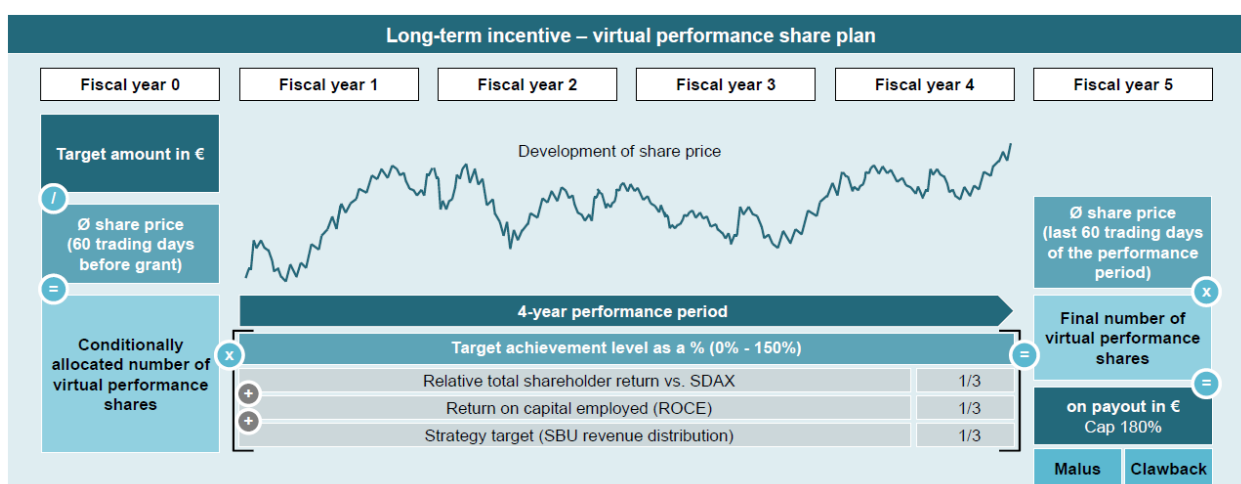 Long-term incentive – virtual performance share plan
Fiscal year 0
Fiscal year 1
Fiscal year 2
Fiscal year 3
Fiscal year 4
Fiscal year 5
Target amount in €
/
Ø share price
(60 trading days
before grant)
=
Conditionally
allocated number of
virtual performance
shares
x
Development of share price
4-year performance period
Target achievement level as a % (0% - 150%)
Relative total shareholder return vs. SDAX
1/3
+
Return on capital employed (ROCE)
1/3
+
Strategy target (SBU revenue distribution)
1/3
=
Ø share price
(last 60 trading days
of the performance
period)
x
Final number of
virtual performance
shares
=
on payout in €
Cap 180%
Malus
Clawback